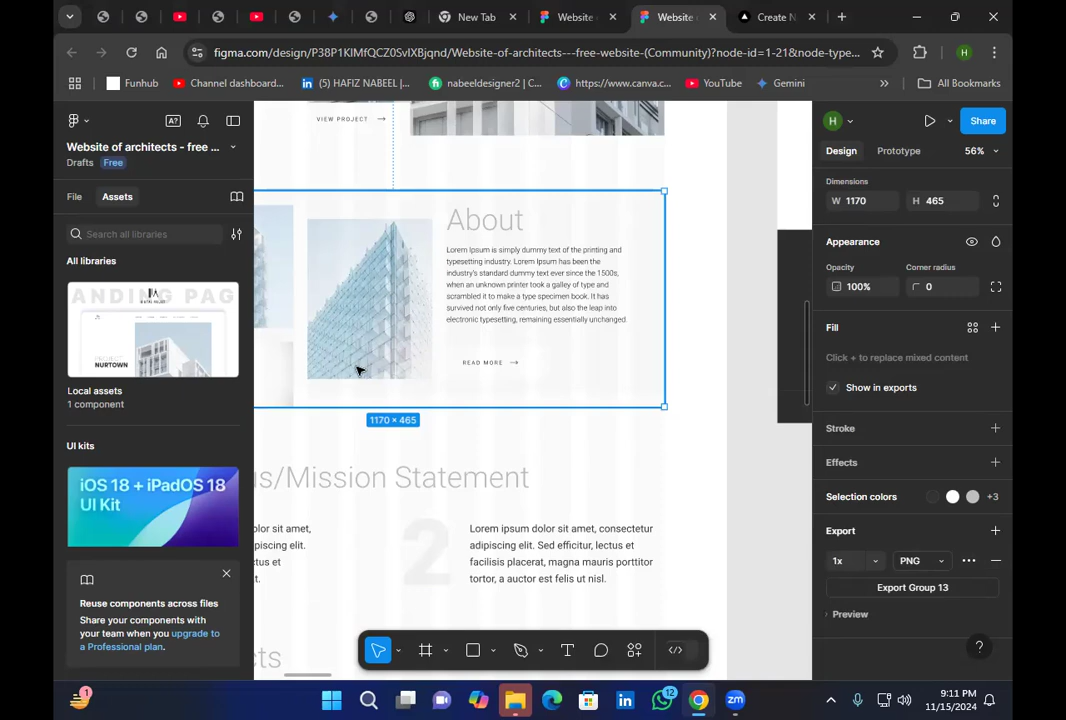 New Tab
Website
Website
Create N
figma.com/design/P38P1KIMfQCZ0SvIXBjqnd/Website-of-architects---free-website-(Community)?node-id=1-21&node-type...
H
Funhub
Channel dashboard...
HAFIZ NABEEL |...
nabeeldesigner2 | C...
https://www.canva.c...
YouTube
Gemini
»
All Bookmarks
A?
Website of architects - free ...
Drafts
Free
File
Assets
Search all libraries
All libraries
ANDING PAG
PROJECT
NURTOWN
Local assets
1 component
UI kits
iOS 18 + iPadOS 18
UI Kit
Reuse components across files
Share your components with
your team when you upgrade to
a Professional plan.
VIEW PROJECT
About
Lorem Ipsum is simply dummy text of the printing and
typesetting industry. Lorem Ipsum has been the
industry's standard dummy text ever since the 1500s,
when an unknown printer took a galley of type and
scrambled it to make a type specimen book. It has
survived not only five centuries, but also the leap into
electronic typesetting, remaining essentially unchanged.
READ MORE
1170 × 465
us/Mission Statement
olor sit amet,
dipiscing elit.
ctus et
t.
2
Lorem ipsum dolor sit amet, consectetur
adipiscing elit. Sed efficitur, lectus et
facilisis placerat, magna mauris porttitor
tortor, a auctor est felis ut nisl.
cts
H
Share
Design
Prototype
56%
Dimensions
W 1170
H 465
Appearance
Opacity
Corner radius
100%
0
Fill
Click + to replace mixed content
Show in exports
Stroke
Effects
Selection colors
+3
Export
1x
PNG
Export Group 13
Preview
?
1
12
zm
9:11 PM
11/15/2024